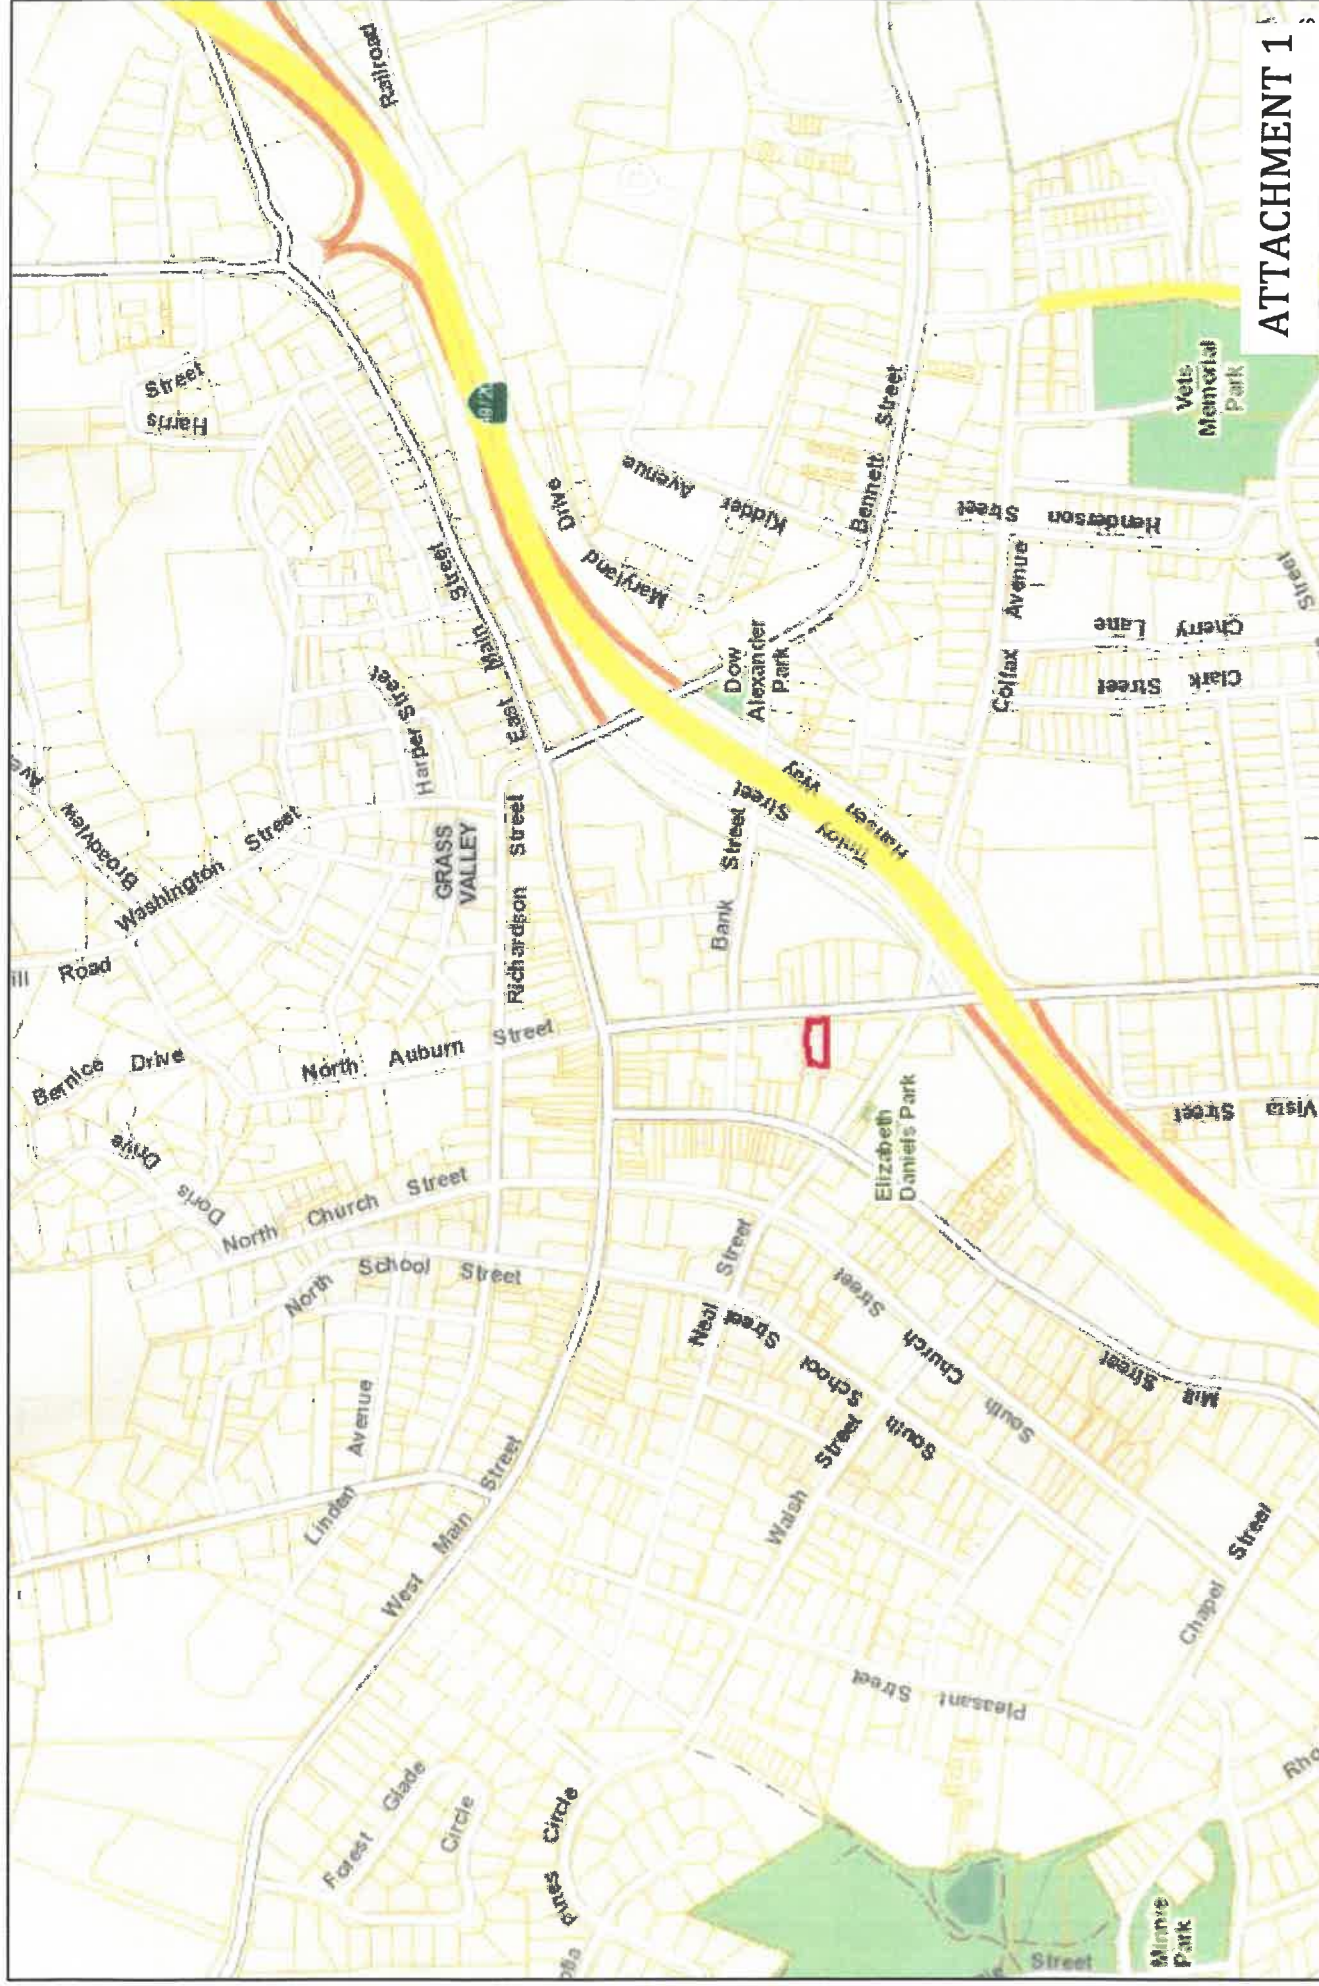 Railroad
Harris
Street
Broadview
ill Road
Washington Street
Bernice Drive
Doris Drive
North Auburn Street
North Church Street
North School Street
Harper Street
GRASS
VALLEY
Richardson Street
East Main Street
Maryland Drive
Kidder Avenue
Bennett Street
Dow
Alexander
Park
Hansen Way
Tinloy Street
Bank Street
Colfax Avenue
Henderson Street
Cherry Lane
Clark Street
Street
Vets
Memorial
Park
Vista Street
Elizabeth
Daniels Park
Neal Street
South School Street
South Church Street
Mill Street
Walsh Street
Chapel Street
Pleasant Street
Linden Avenue
West Main Street
Forest Glade
Circle
Pines Circle
Minnie
Park
Street
Rho
ATTACHMENT 1